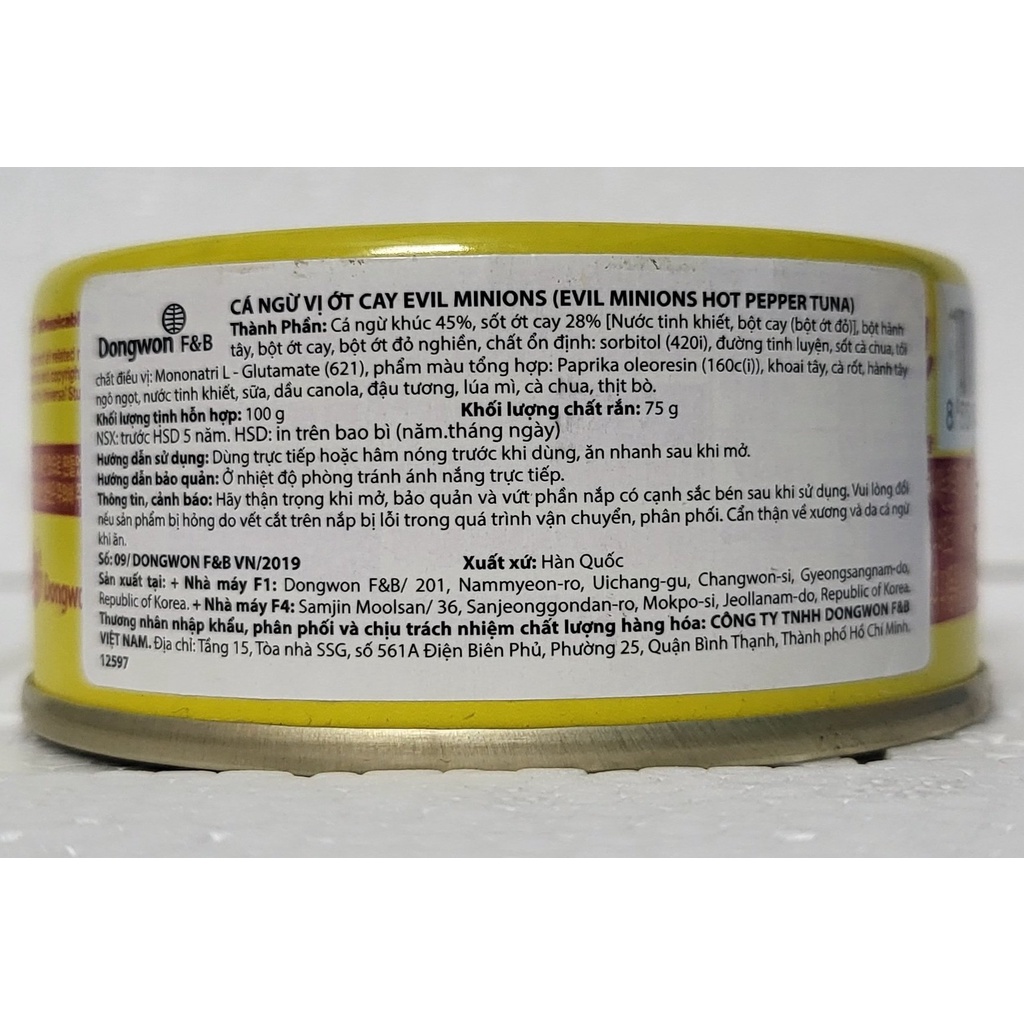 CÁ NGỪ VỊ ỚT CAY EVIL MINIONS (EVIL MINIONS HOT PEPPER TUNA)
Dongwon F&B
Thành Phần: Cá ngừ khúc 45%, sốt ớt cay 28% [Nước tinh khiết, bột cay (bột ớt đỏ)], bột hành
tây, bột ớt cay, bột ớt đỏ nghiền, chất ổn định: sorbitol (420i), đường tinh luyện, sốt cà chua, tỏi
chất điều vị: Mononatri L - Glutamate (621), phẩm màu tổng hợp: Paprika oleoresin (160c(i)), khoai tây, cà rốt, hành tây
ngô ngọt, nước tinh khiết, sữa, dầu canola, đậu tương, lúa mì, cà chua, thịt bò.
Khối lượng tịnh hỗn hợp: 100 g Khối lượng chất rắn: 75 g
NSX: trước HSD 5 năm. HSD: in trên bao bì (năm.tháng ngày)
Hướng dẫn sử dụng: Dùng trực tiếp hoặc hâm nóng trước khi dùng, ăn nhanh sau khi mở.
Hướng dẫn bảo quản: Ở nhiệt độ phòng tránh ánh nắng trực tiếp.
Thông tin, cảnh báo: Hãy thận trọng khi mở, bảo quản và vứt phần nắp có cạnh sắc bén sau khi sử dụng. Vui lòng đổi
nếu sản phẩm bị hỏng do vết cắt trên nắp bị lỗi trong quá trình vận chuyển, phân phối. Cẩn thận về xương và da cá ngừ
khi ăn.
Số: 09/ DONGWON F&B VN/2019 Xuất xứ: Hàn Quốc
Sản xuất tại: + Nhà máy F1: Dongwon F&B/ 201, Nammyeon-ro, Uichang-gu, Changwon-si, Gyeongsangnam-do,
Republic of Korea. + Nhà máy F4: Samjin Moolsan/ 36, Sanjeonggondan-ro, Mokpo-si, Jeollanam-do, Republic of Korea.
Thương nhân nhập khẩu, phân phối và chịu trách nhiệm chất lượng hàng hóa: CÔNG TY TNHH DONGWON F&B
VIỆT NAM. Địa chỉ: Tầng 15, Tòa nhà SSG, số 561A Điện Biên Phủ, Phường 25, Quận Bình Thạnh, Thành phố Hồ Chí Minh.
12597